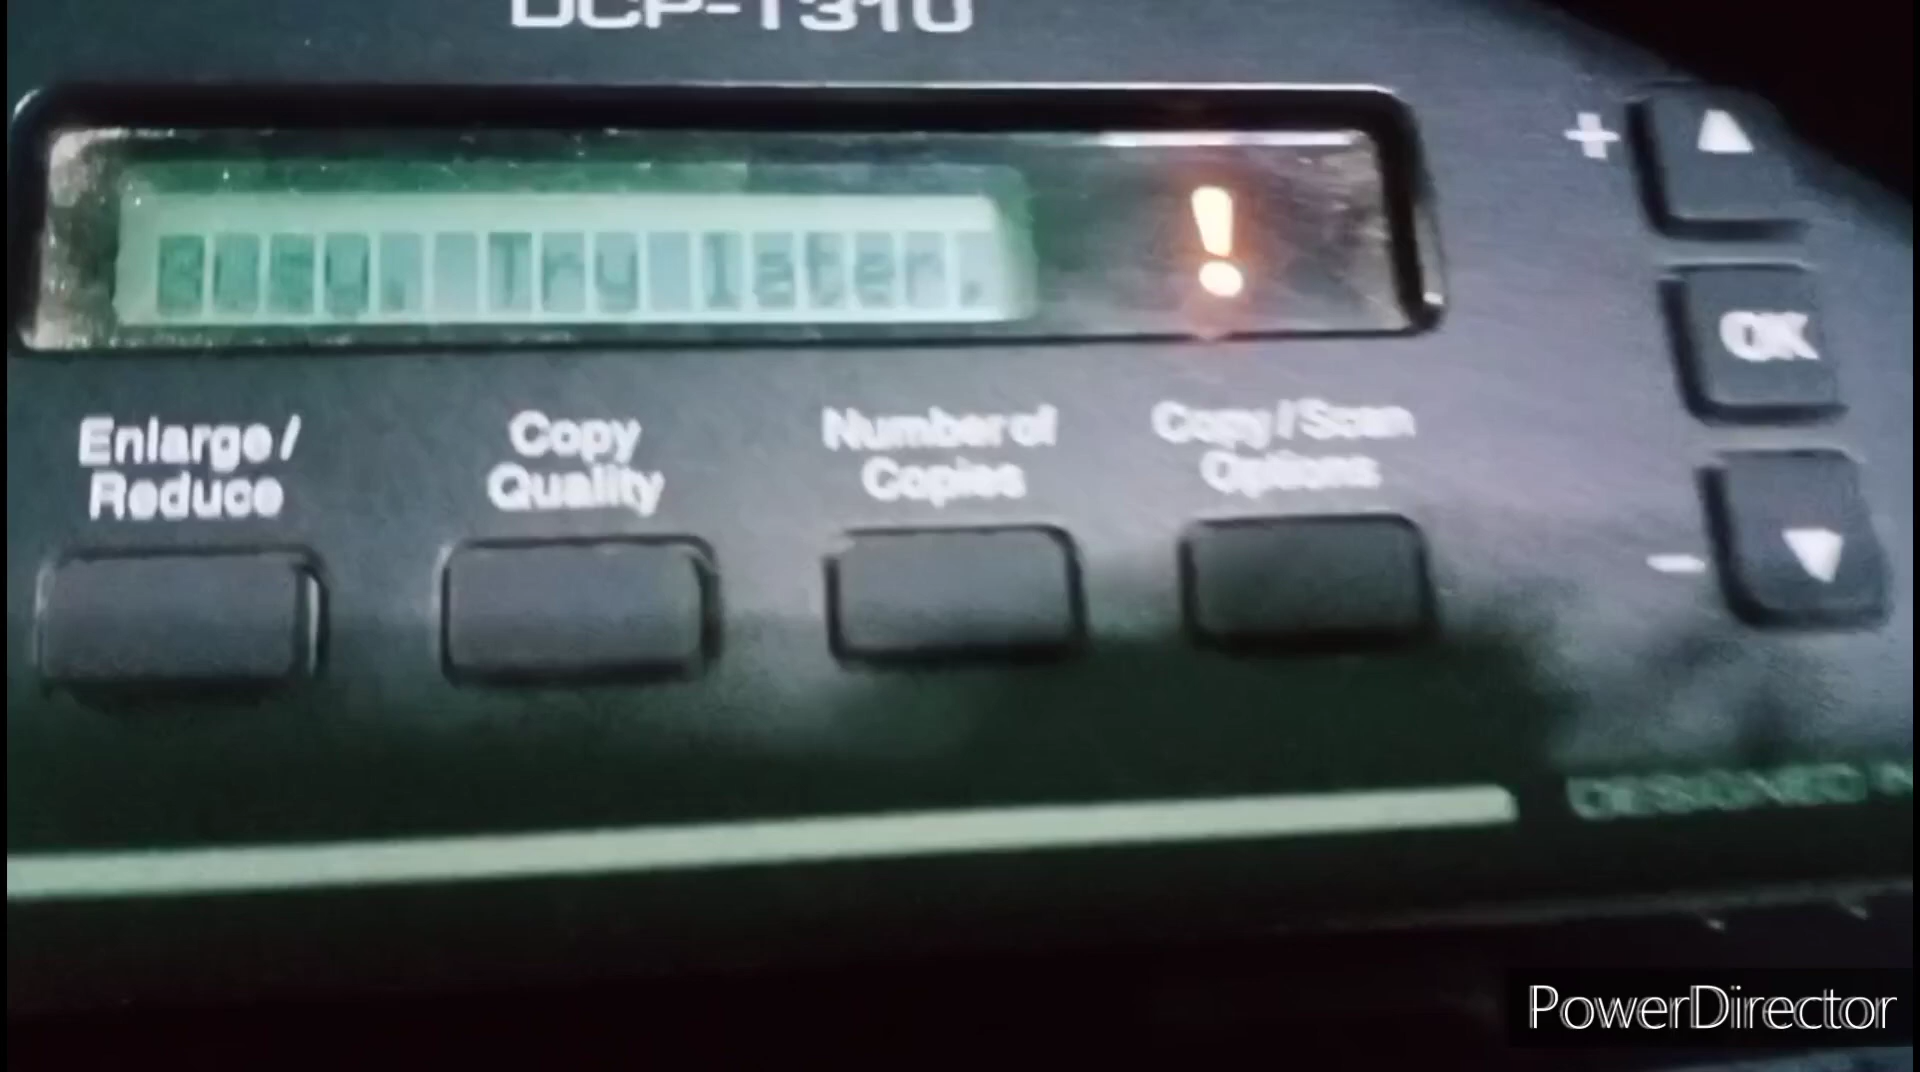 DCP-T310
Busy. Try later.
!
+
OK
Enlarge/
Reduce
Copy
Quality
Number of
Copies
Copy / Scan
Options
-
PowerDirector